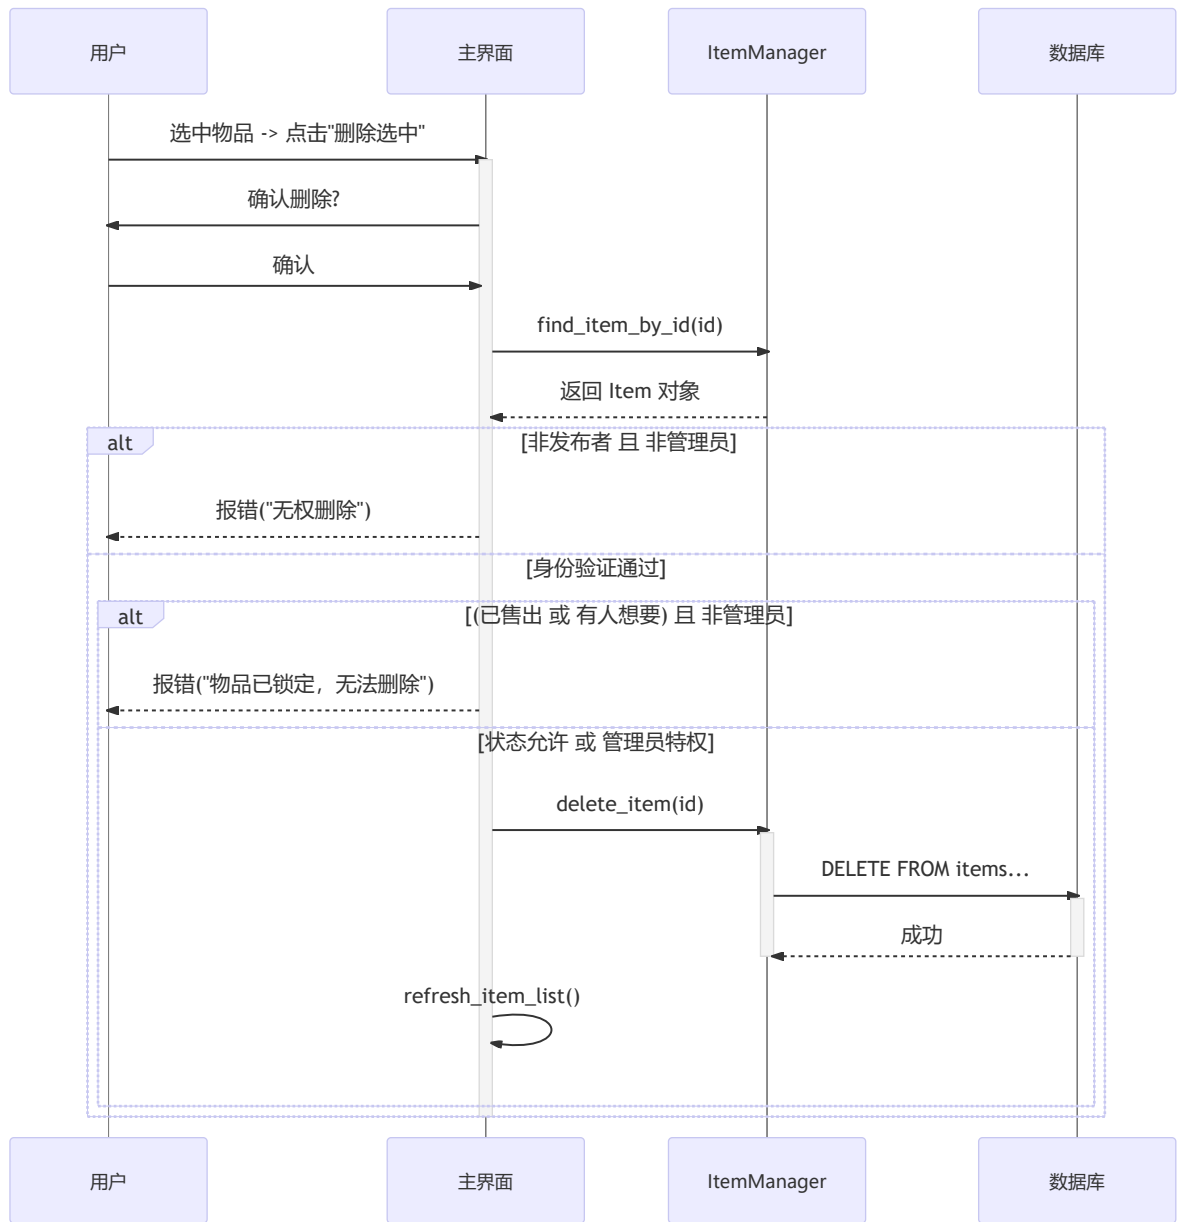 用户
主界面
ItemManager
数据库
选中物品 -> 点击"删除选中"
确认删除?
确认
find_item_by_id(id)
返回 Item 对象
alt
[非发布者 且 非管理员]
报错("无权删除")
[身份验证通过]
alt
[(已售出 或 有人想要) 且 非管理员]
报错("物品已锁定，无法删除")
[状态允许 或 管理员特权]
delete_item(id)
DELETE FROM items...
成功
refresh_item_list()
用户
主界面
ItemManager
数据库